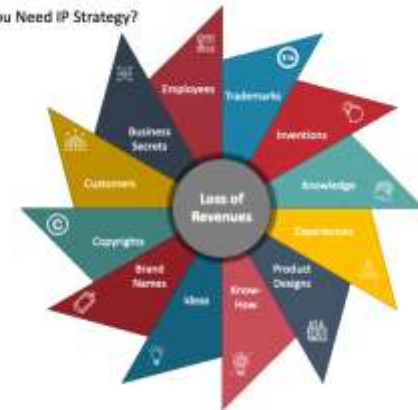 ou Need IP Strategy?
Employees
Trademarks
Inventions
Knowledge
Experiences
Product
Designs
Know-
How
Ideas
Brand
Names
Copyrights
Customers
Business
Secrets
Loss of
Revenues